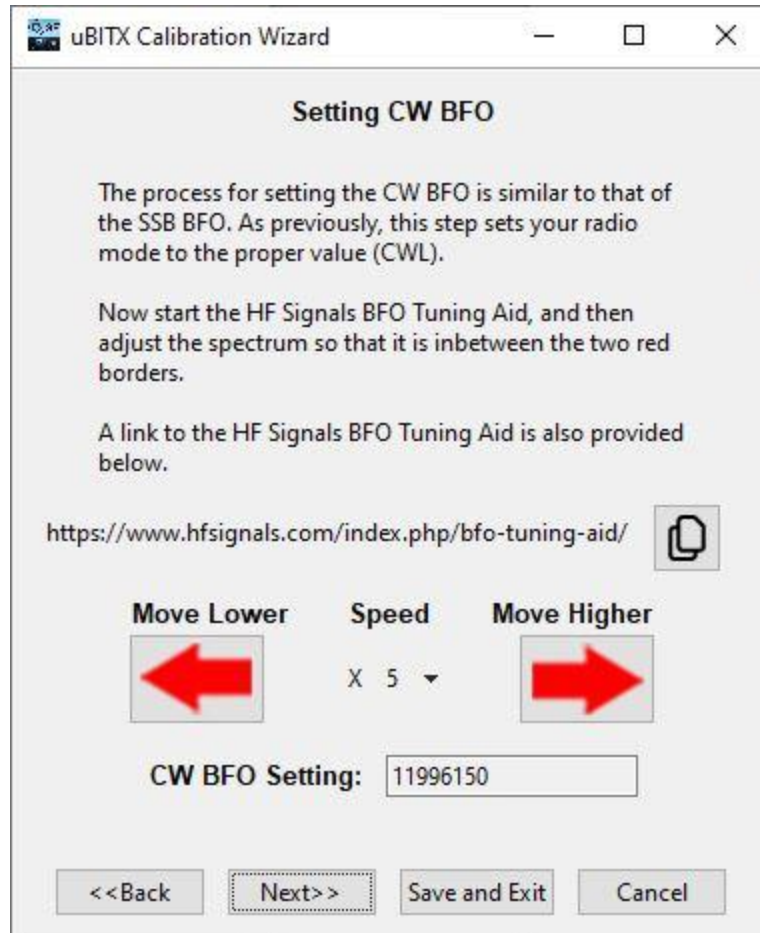 uBITX Calibration Wizard
Setting CW BFO
The process for setting the CW BFO is similar to that of
the SSB BFO. As previously, this step sets your radio
mode to the proper value (CWL).
Now start the HF Signals BFO Tuning Aid, and then
adjust the spectrum so that it is inbetween the two red
borders.
A link to the HF Signals BFO Tuning Aid is also provided
below.
https://www.hfsignals.com/index.php/bfo-tuning-aid/
Move Lower Speed Move Higher
X 5
CW BFO Setting: 11996150
<<Back Next>> Save and Exit Cancel